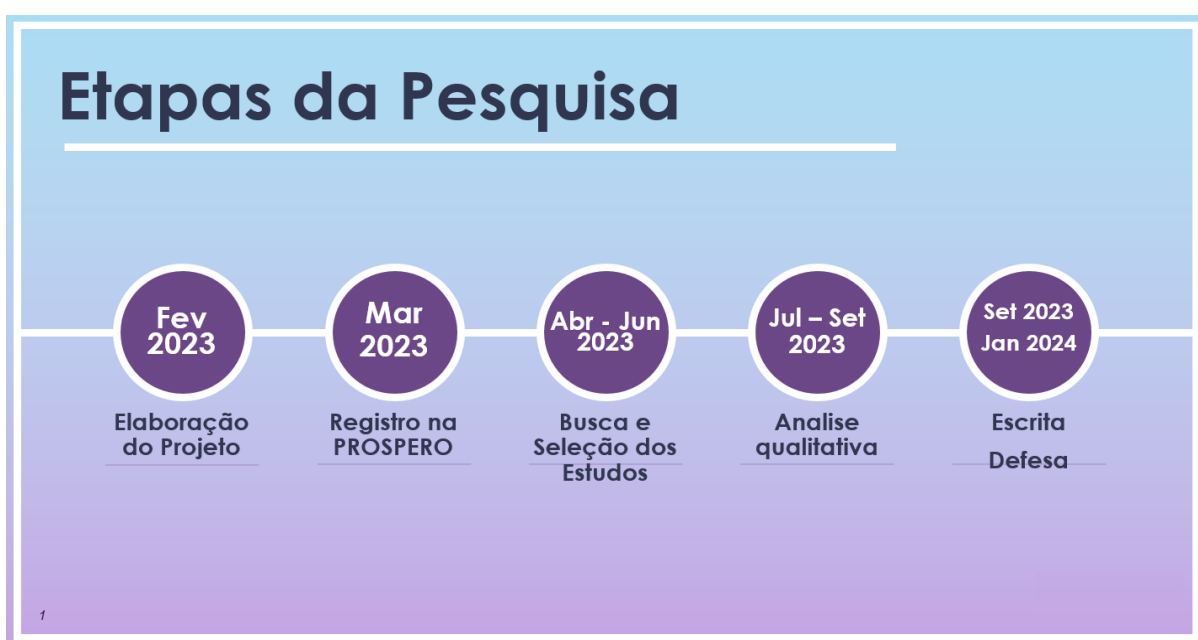 Etapas da Pesquisa
Fev
2023
Elaboração
do Projeto
Mar
2023
Registro na
PROSPERO
Abr - Jun
2023
Busca e
Seleção dos
Estudos
Jul – Set
2023
Analise
qualitativa
Set 2023
Jan 2024
Escrita
Defesa
1